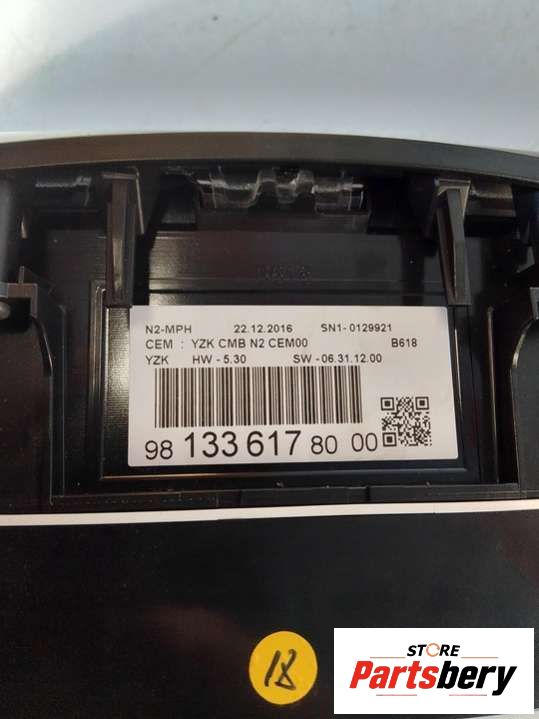 N2-MPH 22.12.2016 SN1- 0129921
CEM : YZK CMB N2 CEM00 B618
YZK HW - 5.30 SW - 06.31.12.00
98 133 617 80 00
18
STORE
Partsbery